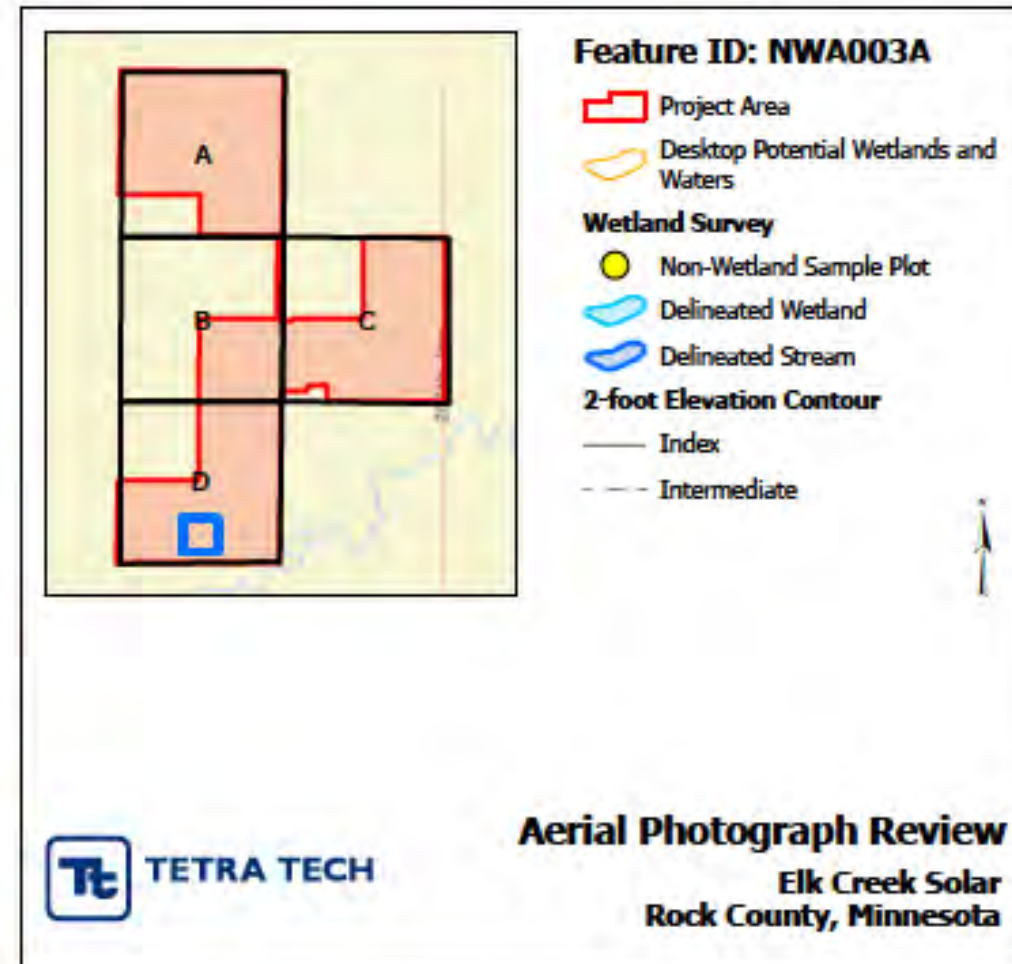 Feature ID: NWA003A
Project Area
Desktop Potential Wetlands and
Waters
Wetland Survey
Non-Wetland Sample Plot
Delineated Wetland
Delineated Stream
2-foot Elevation Contour
Index
Intermediate
A
B
C
D
Tt
TETRA TECH
Aerial Photograph Review
Elk Creek Solar
Rock County, Minnesota